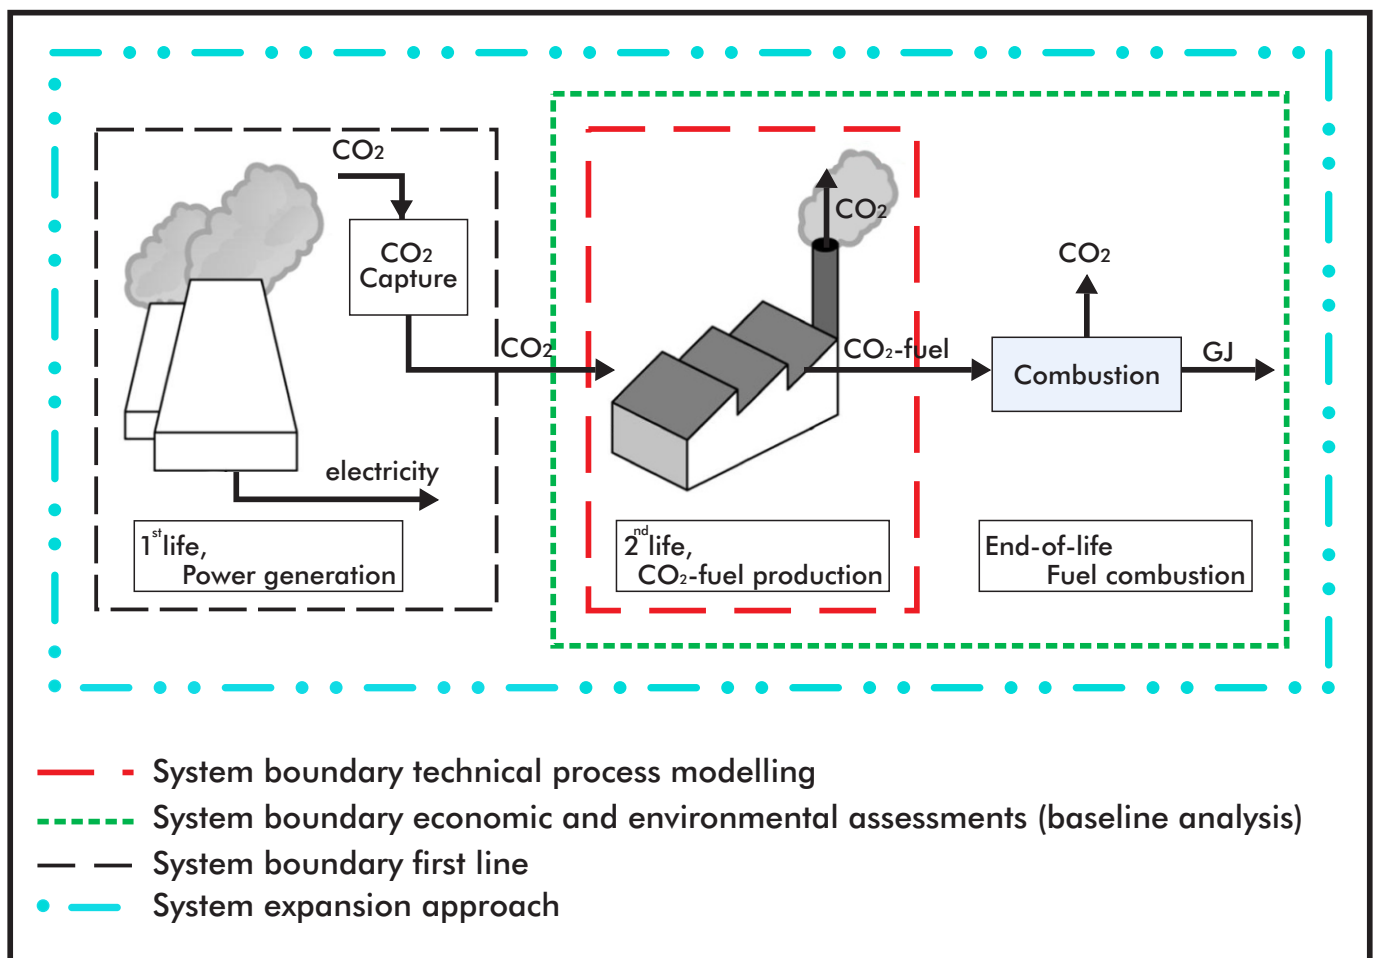 CO2
CO2
Capture
CO2
electricity
1st life,
Power generation
CO2
CO2-fuel
2nd life,
CO2-fuel production
CO2
Combustion
GJ
End-of-life
Fuel combustion
System boundary technical process modelling
System boundary economic and environmental assessments (baseline analysis)
System boundary first line
System expansion approach